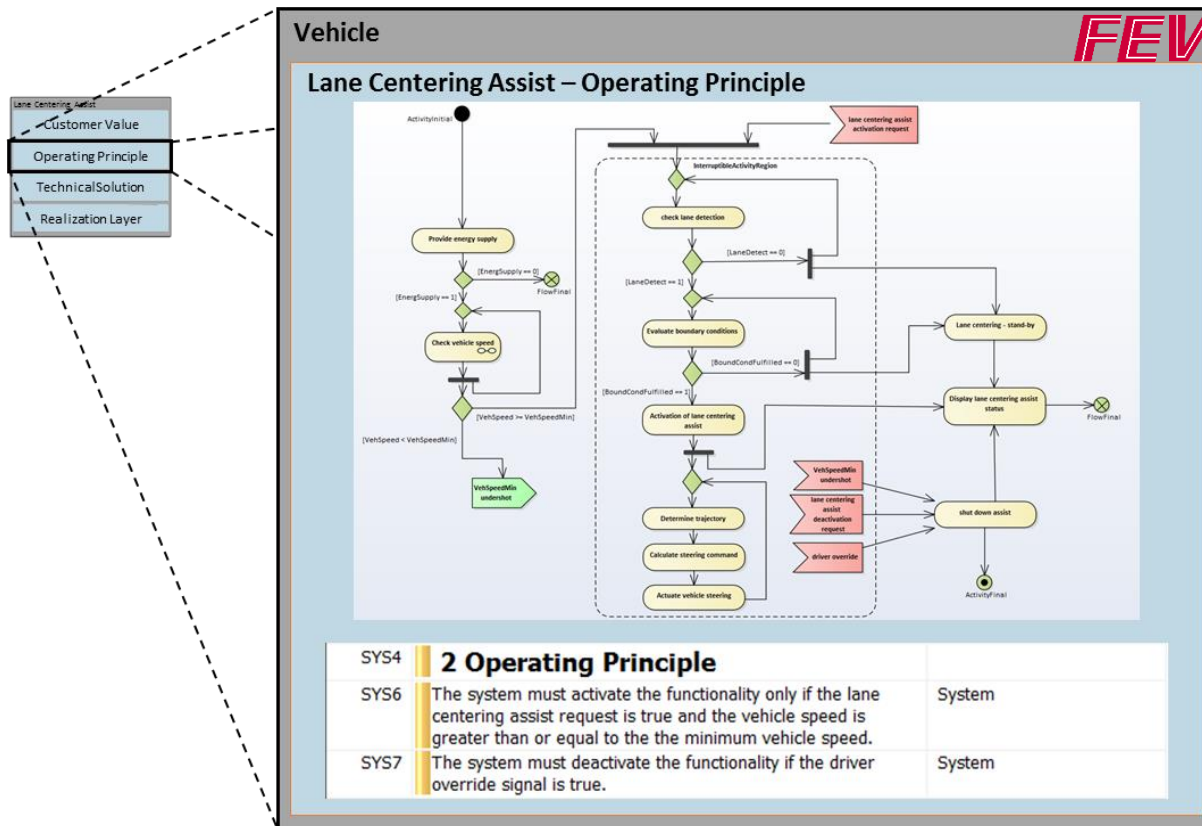 Vehicle
FEV
Lane Centering Assist – Operating Principle
Lane Centering Assist
Customer Value
Operating Principle
TechnicalSolution
Realization Layer
ActivityInitial
lane centering assist
activation request
InterruptibleActivityRegion
check lane detection
Provide energy supply
[LaneDetect == 0]
[EnergSupply == 0]
FlowFinal
[LaneDetect == 1]
[EnergSupply == 1]
Lane centering - stand-by
Evaluate boundary conditions
Check vehicle speed
[BoundCondFulfilled == 0]
[BoundCondFulfilled == 1]
Display lane centering assist
status
FlowFinal
[VehSpeed >= VehSpeedMin]
Activation of lane centering
assist
[VehSpeed < VehSpeedMin]
VehSpeedMin
undershot
VehSpeedMin
undershot
lane centering
assist
deactivation
request
shut down assist
Determine trajectory
Calculate steering command
driver override
Actuate vehicle steering
ActivityFinal
SYS4 2 Operating Principle
SYS6 The system must activate the functionality only if the lane System
centering assist request is true and the vehicle speed is
greater than or equal to the the minimum vehicle speed.
SYS7 The system must deactivate the functionality if the driver System
override signal is true.